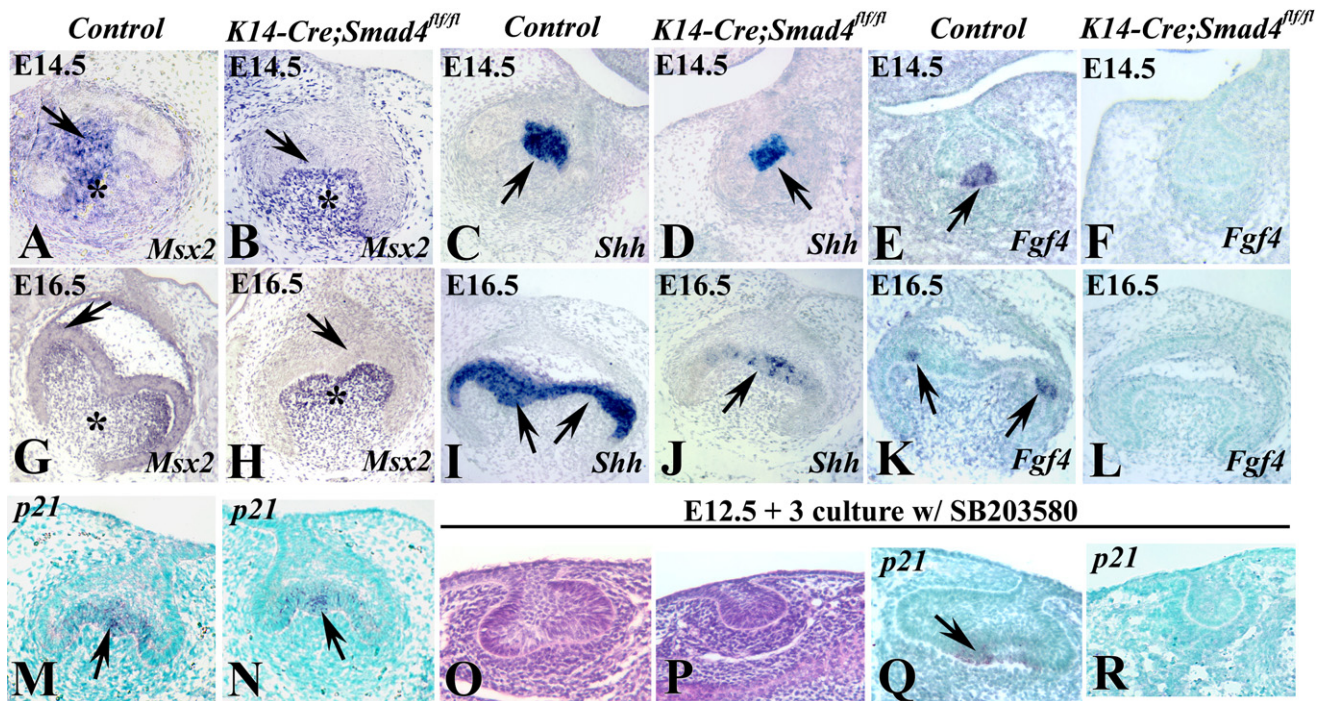 Control K14-Cre;Smad4fl/fl Control K14-Cre;Smad4fl/fl Control K14-Cre;Smad4fl/fl
E14.5 E14.5 E14.5 E14.5 E14.5 E14.5
* *
A Msx2 B Msx2 C Shh D Shh E Fgf4 F Fgf4
E16.5 E16.5 E16.5 E16.5 E16.5 E16.5
* *
G Msx2 H Msx2 I Shh J Shh K Fgf4 L Fgf4
E12.5 + 3 culture w/ SB203580
p21 p21 p21 p21
M N O P Q R